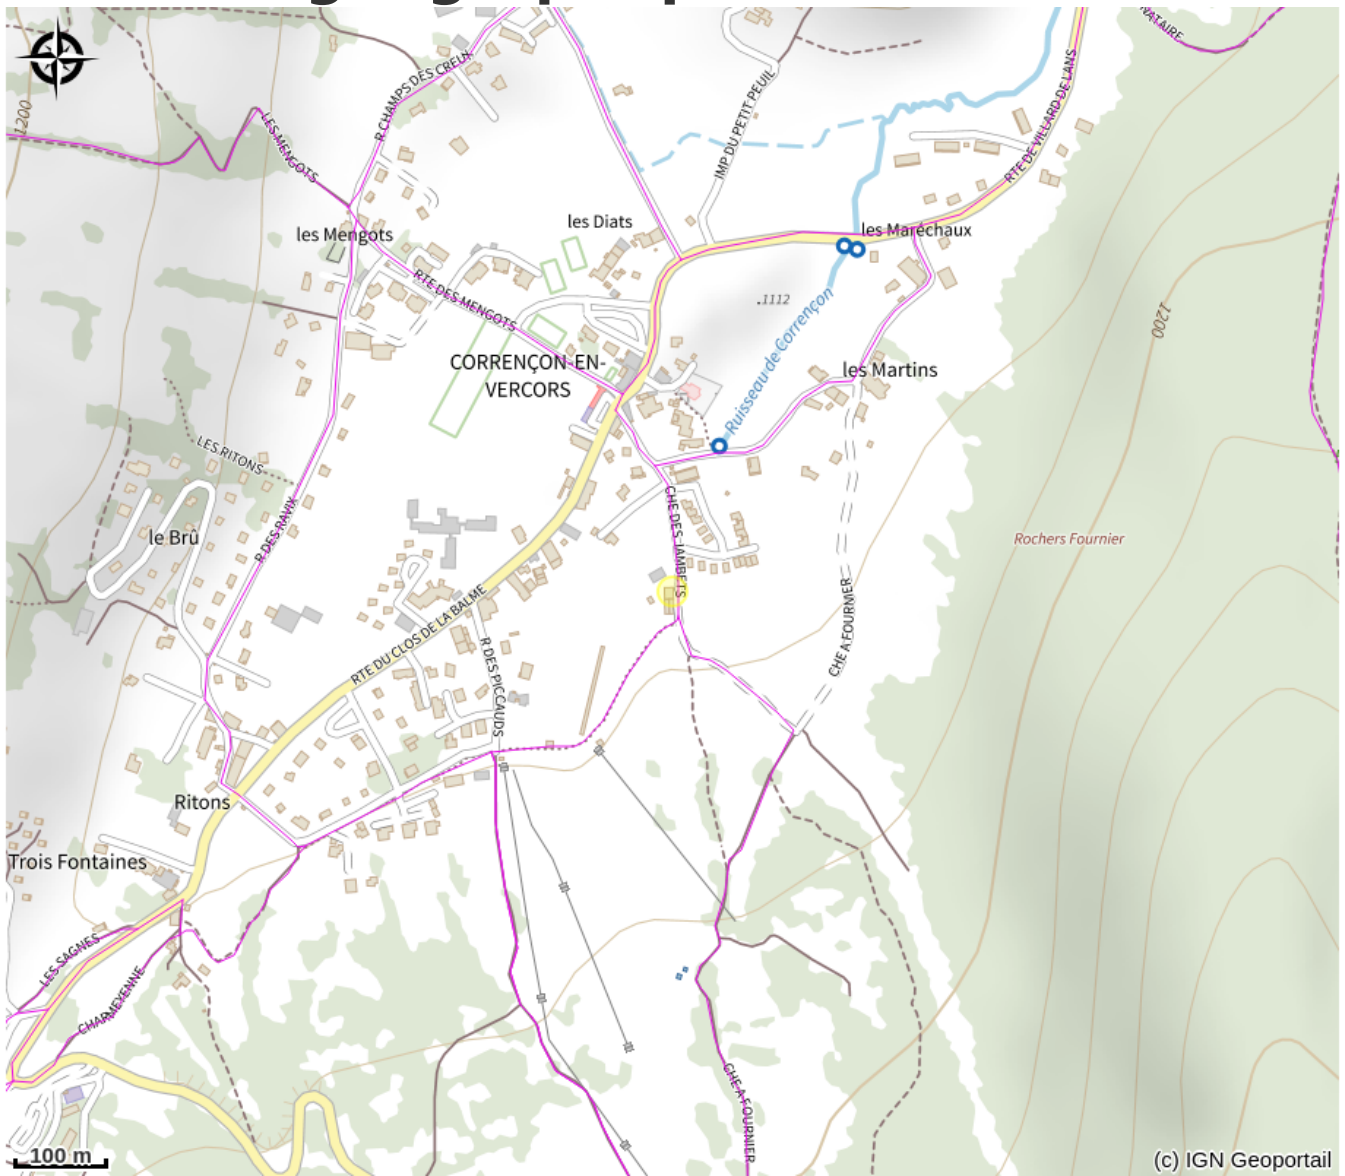 NATAIRE
1200
R CHAMPS DES CREUX
LES MENGOTS
IMP DU PETIT PEUIL
RTE DE VILLARD DE LANS
les Diats
les Mengots
les Maréchaux
RTE DES MENGOTS
.1112
1200
Ruisseau de Corrençon
CORRENÇON-EN-
VERCORS
les Martins
LES RITONS
R DES RAVIX
le Brû
CHE DES JAMBETS
Rochers Fournier
RTE DU CLOS DE LA BALME
CHE A FOURNIER
R DES PICCAUDS
Ritons
Trois Fontaines
LES SAGNES
CHARMEYENNE
CHE A FOURNIER
100 m
(c) IGN Geoportail